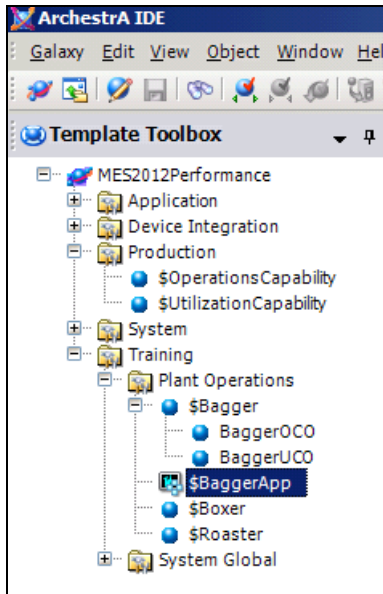 ArchestrA IDE
Galaxy Edit View Object Window Hel
Template Toolbox
MES2012Performance
Application
Device Integration
Production
$OperationsCapability
$UtilizationCapability
System
Training
Plant Operations
$Bagger
BaggerOCO
BaggerUCO
$BaggerApp
$Boxer
$Roaster
System Global